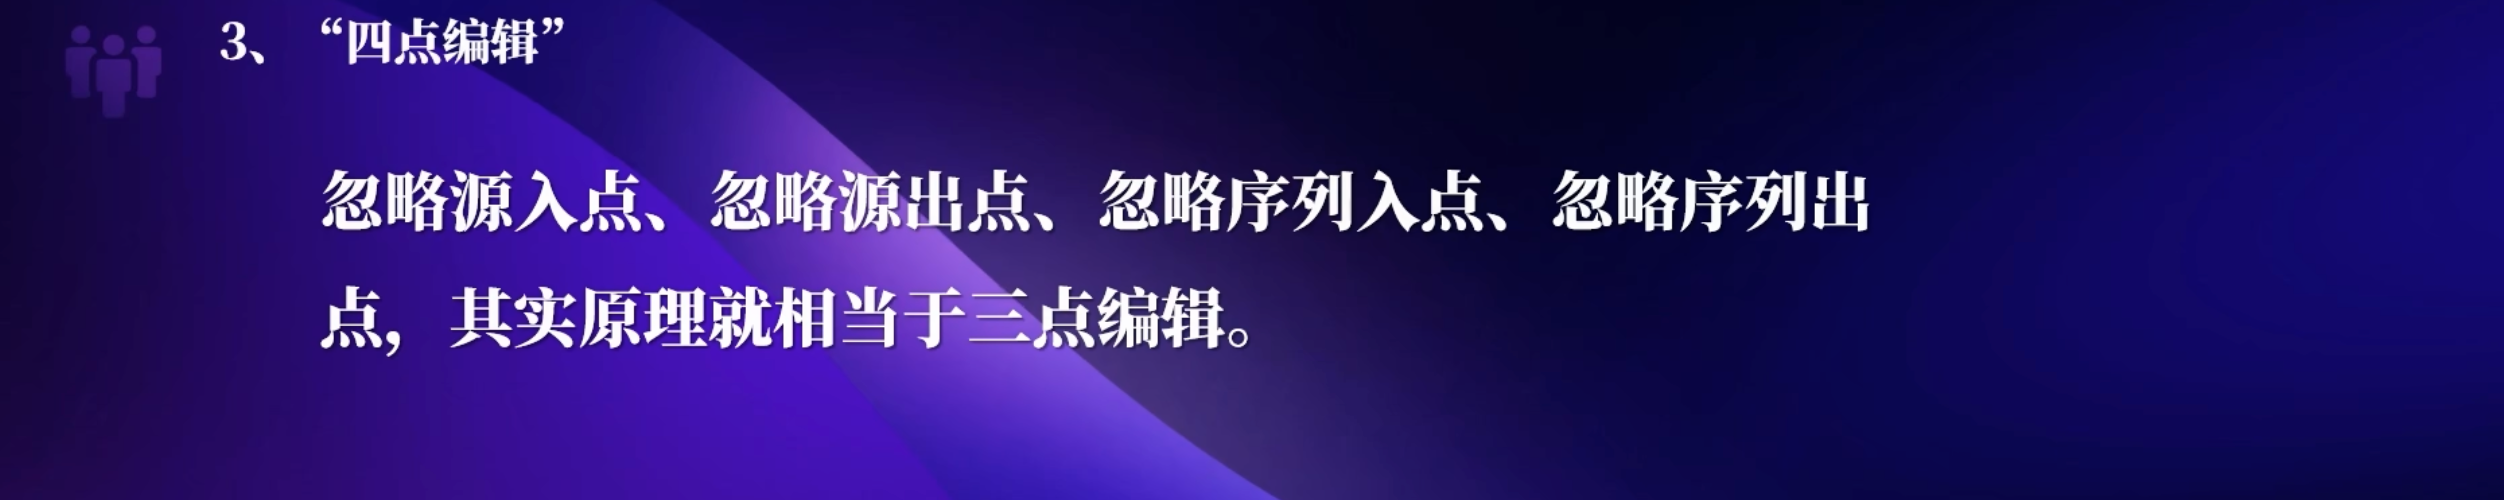 3、“四点编辑”
忽略源入点、忽略源出点、忽略序列入点、忽略序列出
点，其实原理就相当于三点编辑。